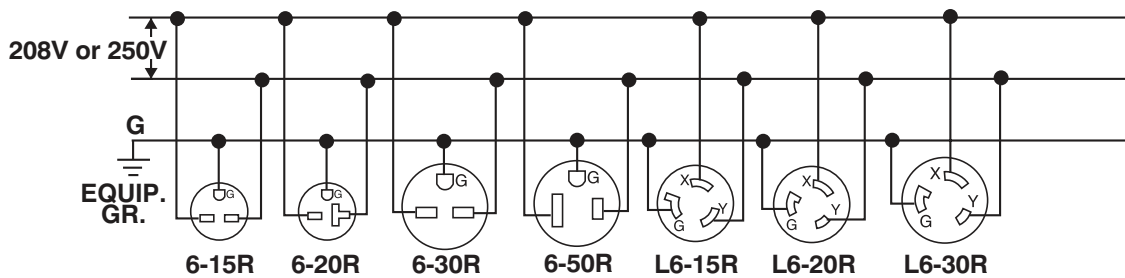 208V or 250V
G
EQUIP.
GR.
G
G
G
G
X
Y
G
X
Y
G
X
Y
G
6-15R
6-20R
6-30R
6-50R
L6-15R
L6-20R
L6-30R